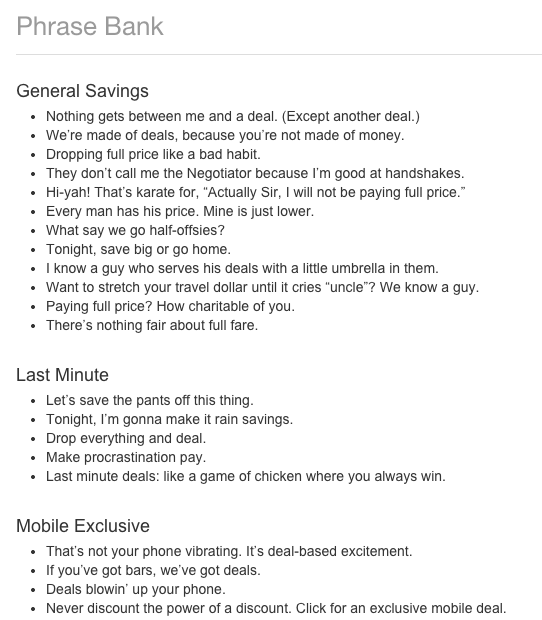 Phrase Bank
General Savings
• Nothing gets between me and a deal. (Except another deal.)
• We’re made of deals, because you’re not made of money.
• Dropping full price like a bad habit.
• They don’t call me the Negotiator because I’m good at handshakes.
• Hi-yah! That’s karate for, “Actually Sir, I will not be paying full price.”
• Every man has his price. Mine is just lower.
• What say we go half-offsies?
• Tonight, save big or go home.
• I know a guy who serves his deals with a little umbrella in them.
• Want to stretch your travel dollar until it cries “uncle”? We know a guy.
• Paying full price? How charitable of you.
• There’s nothing fair about full fare.
Last Minute
• Let’s save the pants off this thing.
• Tonight, I’m gonna make it rain savings.
• Drop everything and deal.
• Make procrastination pay.
• Last minute deals: like a game of chicken where you always win.
Mobile Exclusive
• That’s not your phone vibrating. It’s deal-based excitement.
• If you’ve got bars, we’ve got deals.
• Deals blowin’ up your phone.
• Never discount the power of a discount. Click for an exclusive mobile deal.